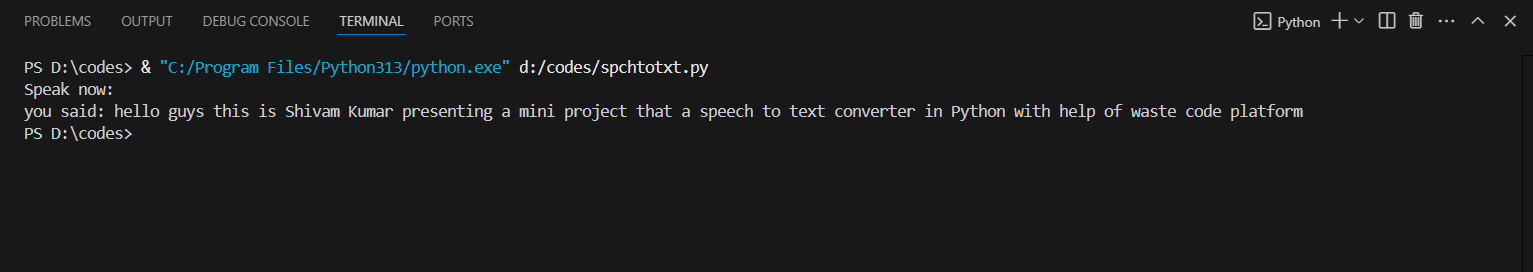 PROBLEMS OUTPUT DEBUG CONSOLE TERMINAL PORTS Python
PS D:\codes> & "C:/Program Files/Python313/python.exe" d:/codes/spchtotxt.py
Speak now:
you said: hello guys this is Shivam Kumar presenting a mini project that a speech to text converter in Python with help of waste code platform
PS D:\codes>